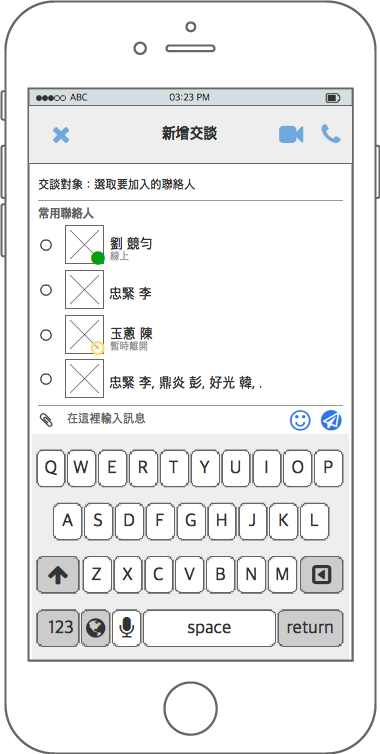 ABC 03:23 PM
新增交談
交談對象：選取要加入的聯絡人
常用聯絡人
劉 競勻
線上
忠緊 李
玉蕙 陳
暫時離開
忠緊 李, 鼎炎 彭, 好光 韓, .
在這裡輸入訊息
Q W E R T Y U I O P
A S D F G H J K L
Z X C V B N M
123 space return